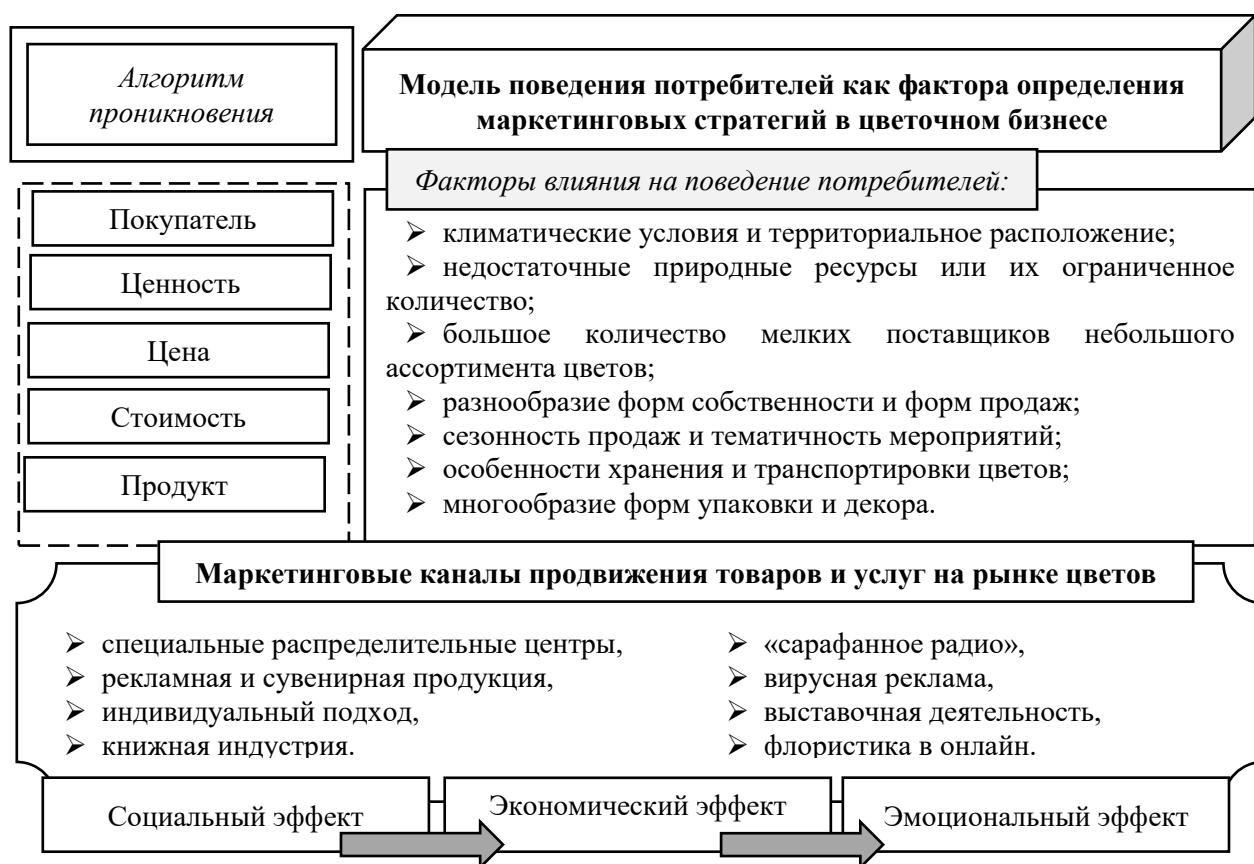 Алгоритм
проникновения
Модель поведения потребителей как фактора определения
маркетинговых стратегий в цветочном бизнесе
Покупатель
Ценность
Цена
Стоимость
Продукт
Факторы влияния на поведение потребителей:
➢ климатические условия и территориальное расположение;
➢ недостаточные природные ресурсы или их ограниченное
количество;
➢ большое количество мелких поставщиков небольшого
ассортимента цветов;
➢ разнообразие форм собственности и форм продаж;
➢ сезонность продаж и тематичность мероприятий;
➢ особенности хранения и транспортировки цветов;
➢ многообразие форм упаковки и декора.
Маркетинговые каналы продвижения товаров и услуг на рынке цветов
➢ специальные распределительные центры,
➢ рекламная и сувенирная продукция,
➢ индивидуальный подход,
➢ книжная индустрия.
➢ «сарафанное радио»,
➢ вирусная реклама,
➢ выставочная деятельность,
➢ флористика в онлайн.
Социальный эффект
Экономический эффект
Эмоциональный эффект